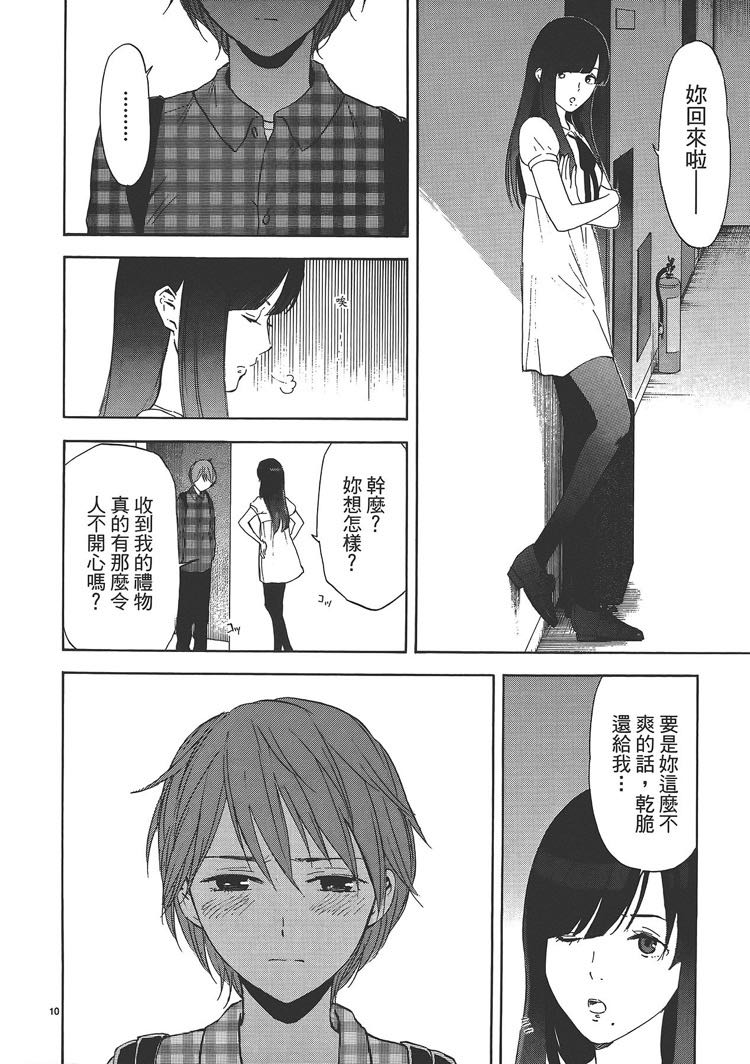 妳回來啦——
………
唉——
幹麼？
妳想怎樣？
收到我的禮物
真的有那麼令
人不開心嗎？
コツ
コツ
要是妳這麼不
爽的話，乾脆
還給我…
10